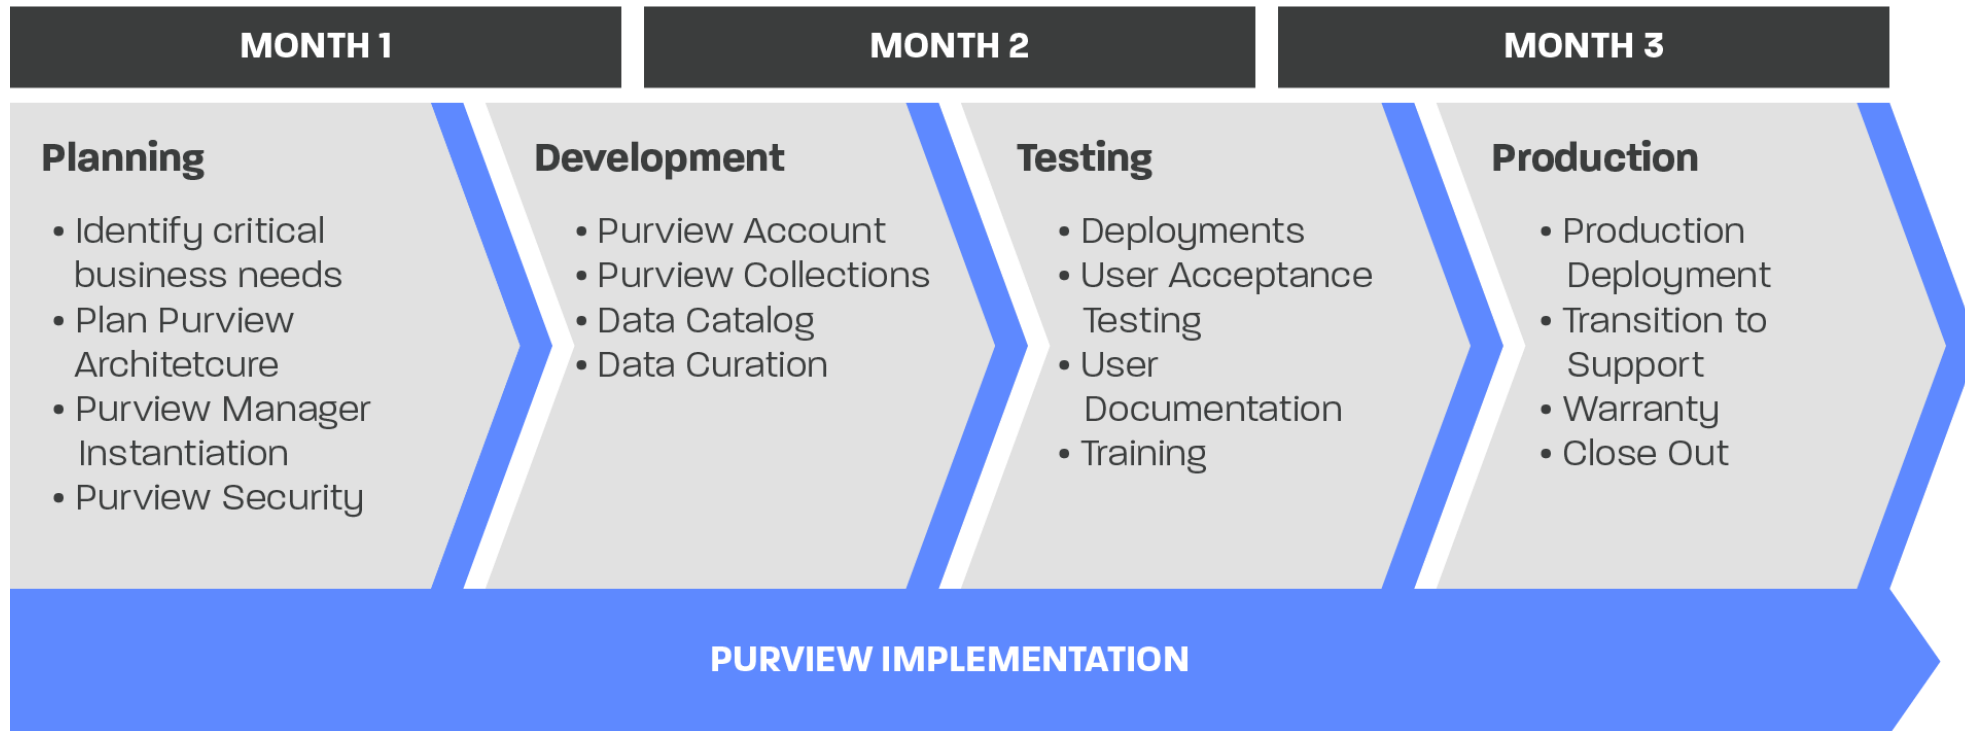 MONTH 1
MONTH 2
MONTH 3
Planning
• Identify critical
business needs
• Plan Purview
Architetcure
• Purview Manager
Instantiation
• Purview Security
Development
• Purview Account
• Purview Collections
• Data Catalog
• Data Curation
Testing
• Deployments
• User Acceptance
Testing
• User
Documentation
• Training
Production
• Production
Deployment
• Transition to
Support
• Warranty
• Close Out
PURVIEW IMPLEMENTATION